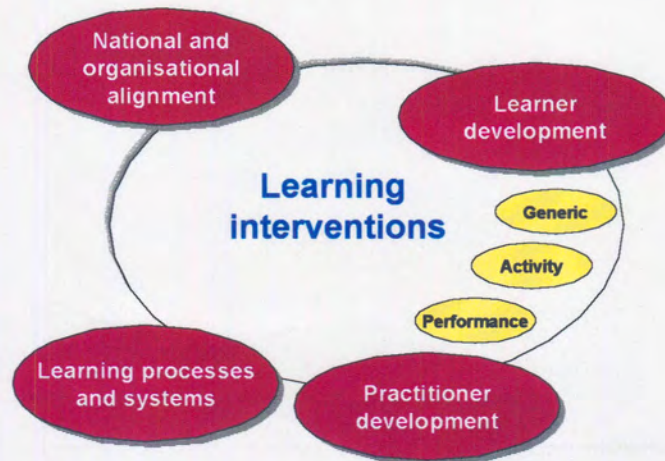 National and
organisational
alignment
Learner
development
Learning
interventions
Generic
Activity
Performance
Learning processes
and systems
Practitioner
development